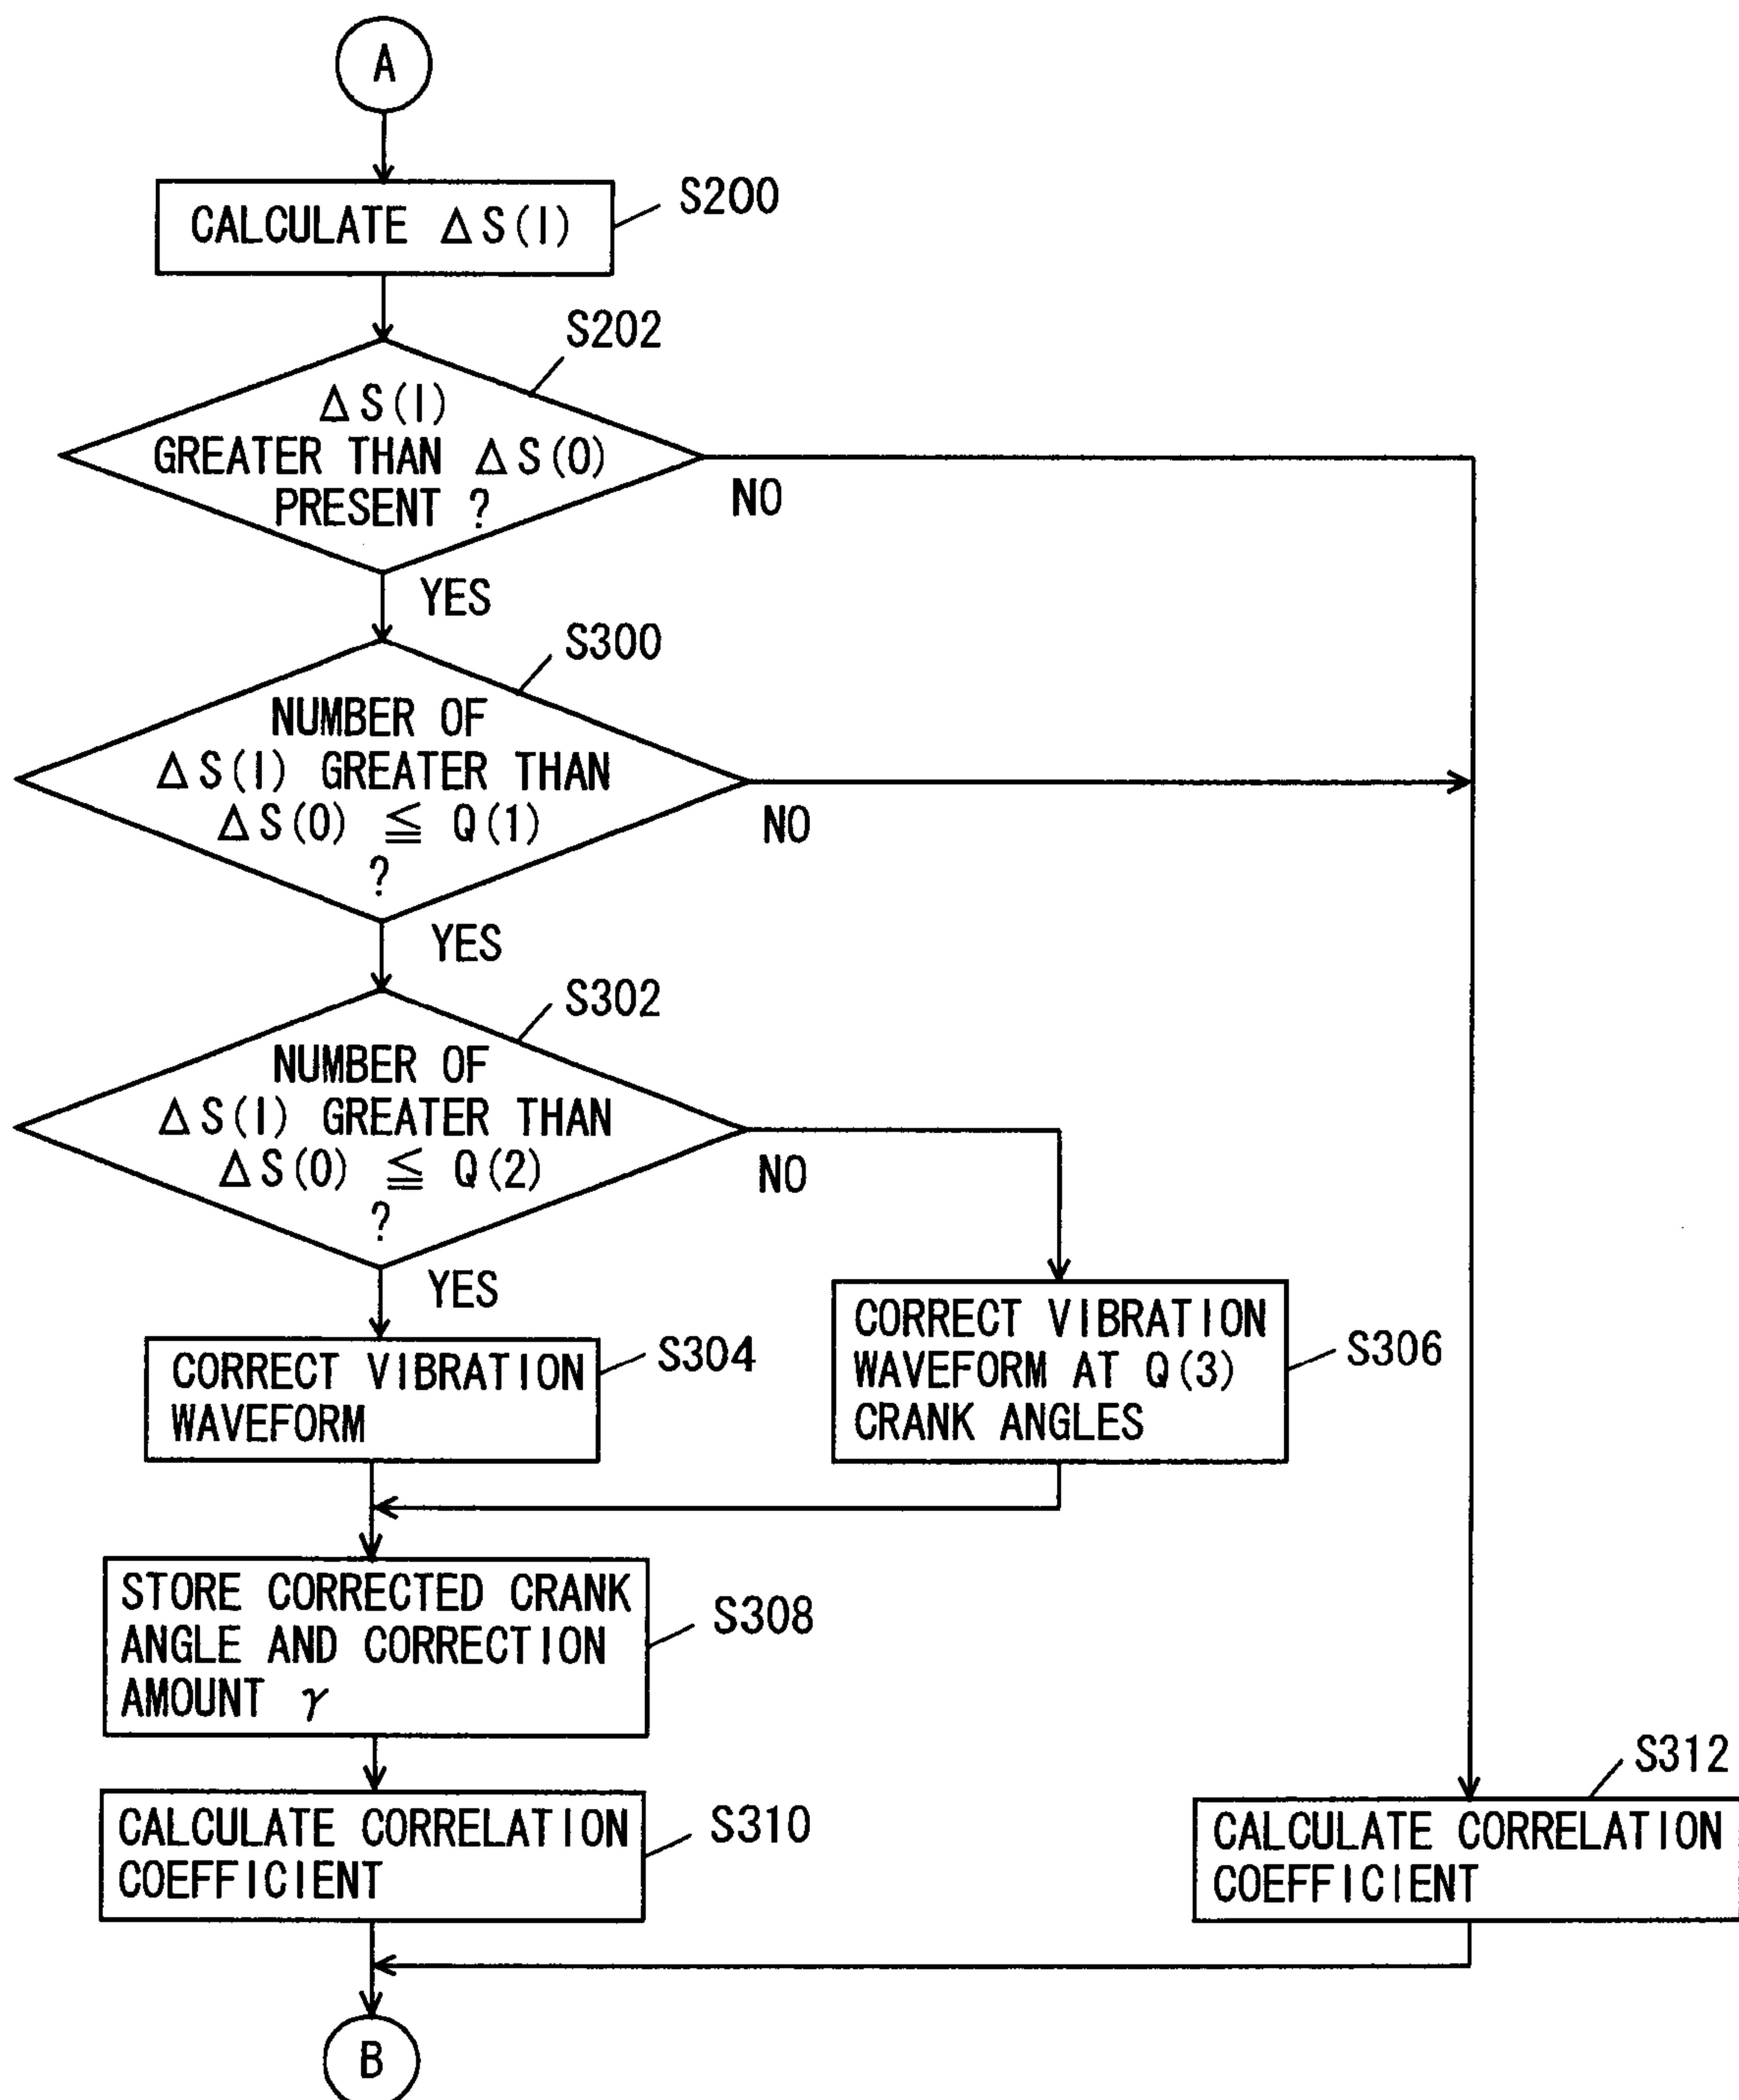 A
CALCULATE ΔS(I)
S200
S202
ΔS(I)
GREATER THAN ΔS(0)
PRESENT ?
NO
YES
S300
NUMBER OF
ΔS(I) GREATER THAN
ΔS(0) ≦ Q(1)
?
NO
YES
S302
NUMBER OF
ΔS(I) GREATER THAN
ΔS(0) ≦ Q(2)
?
NO
YES
CORRECT VIBRATION
WAVEFORM
S304
CORRECT VIBRATION
WAVEFORM AT Q(3)
CRANK ANGLES
S306
STORE CORRECTED CRANK
ANGLE AND CORRECTION
AMOUNT γ
S308
CALCULATE CORRELATION
COEFFICIENT
S310
S312
CALCULATE CORRELATION
COEFFICIENT
B